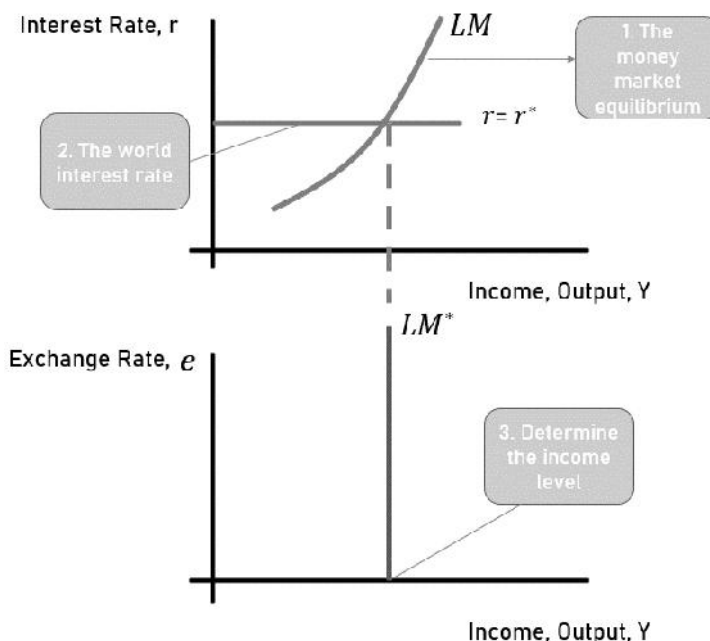 Interest Rate, r
LM
1. The
money
market
equilibrium
r = r*
2. The world
interest rate
Income, Output, Y
LM*
Exchange Rate, e
3. Determine
the income
level
Income, Output, Y